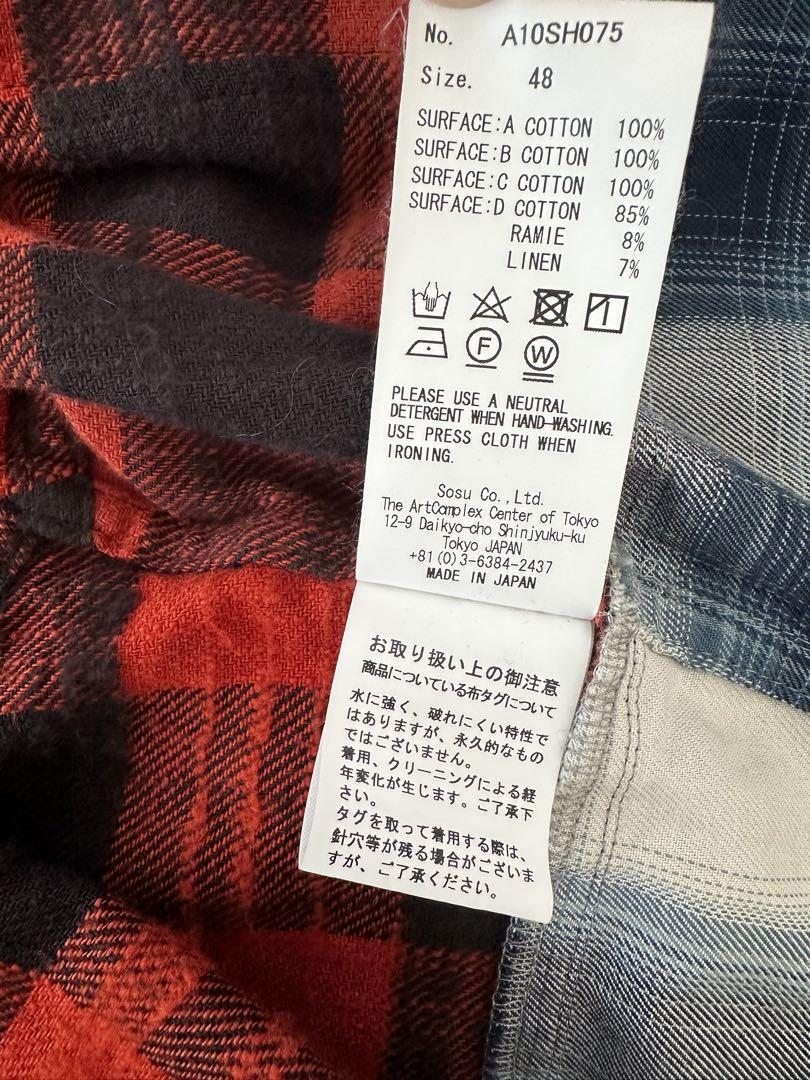 No. A10SH075
Size. 48
SURFACE:A COTTON 100%
SURFACE:B COTTON 100%
SURFACE:C COTTON 100%
SURFACE:D COTTON 85%
RAMIE 8%
LINEN 7%
F W
PLEASE USE A NEUTRAL
DETERGENT WHEN HAND-WASHING.
USE PRESS CLOTH WHEN
IRONING.
Sosu Co.,Ltd.
The ArtComplex Center of Tokyo
12-9 Daikyo-cho Shinjyuku-ku
Tokyo JAPAN
+81(0)3-6384-2437
MADE IN JAPAN
お取り扱い上の御注意
商品についている布タグについて
水に強く、破れにくい特性で
はありますが、永久的なもの
ではございません。
着用、クリーニングによる経
年変化が生じます。ご了承下
さい。
タグを取って着用する際は、
針穴等が残る場合がございま
すが、ご了承ください。